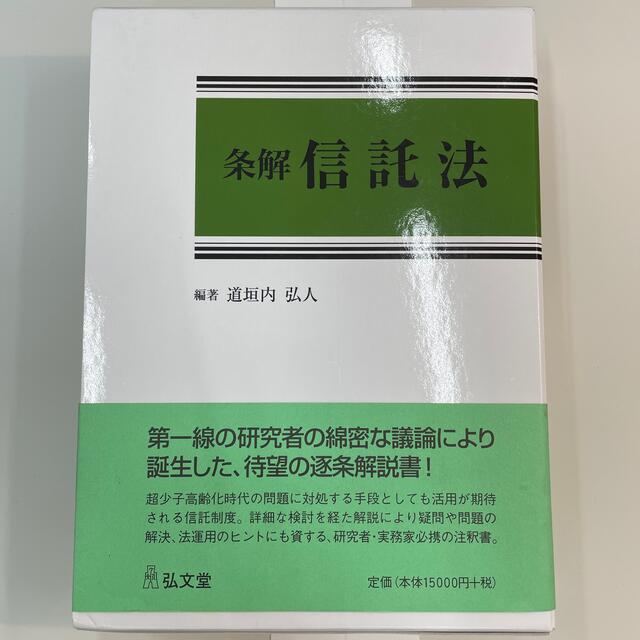 条解 信託法
編著 道垣内 弘人
第一線の研究者の綿密な議論により
誕生した、待望の逐条解説書!
超少子高齢化時代の問題に対処する手段としても活用が期待
される信託制度。詳細な検討を経た解説により疑問や問題の
解決、法運用のヒントにも資する、研究者・実務家必携の注釈書。
弘文堂
定価(本体15000円+税)